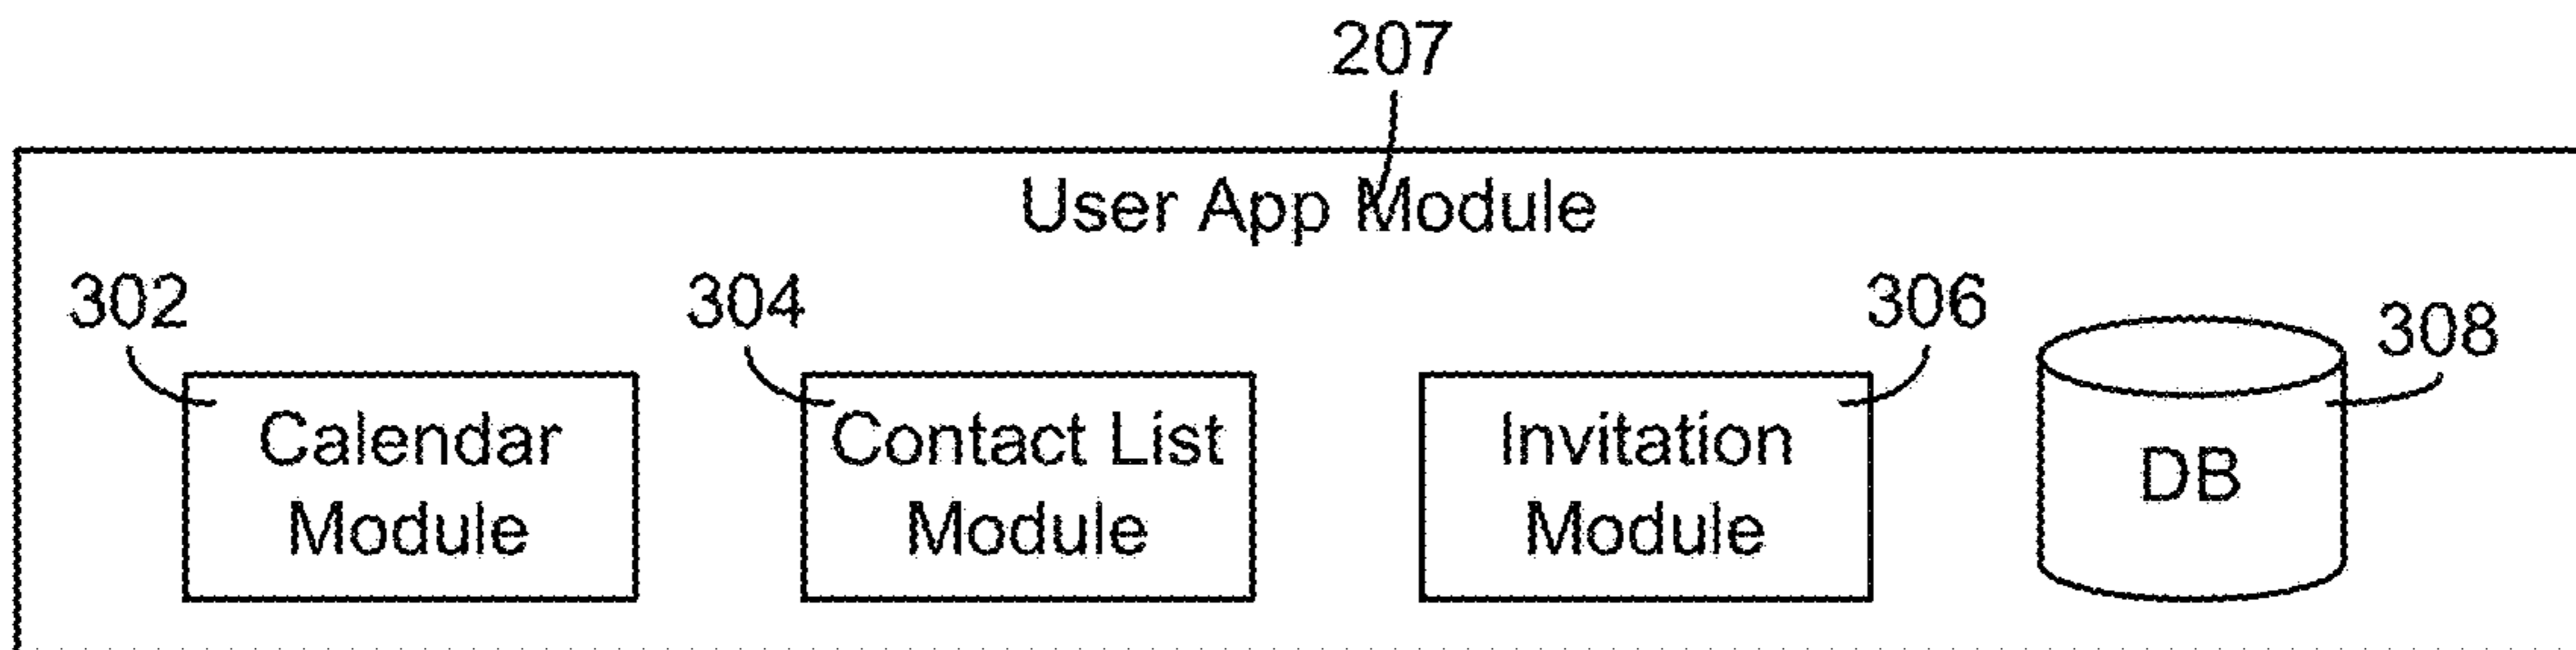 207
User App Module
302
304
306
308
Calendar
Module
Contact List
Module
Invitation
Module
DB